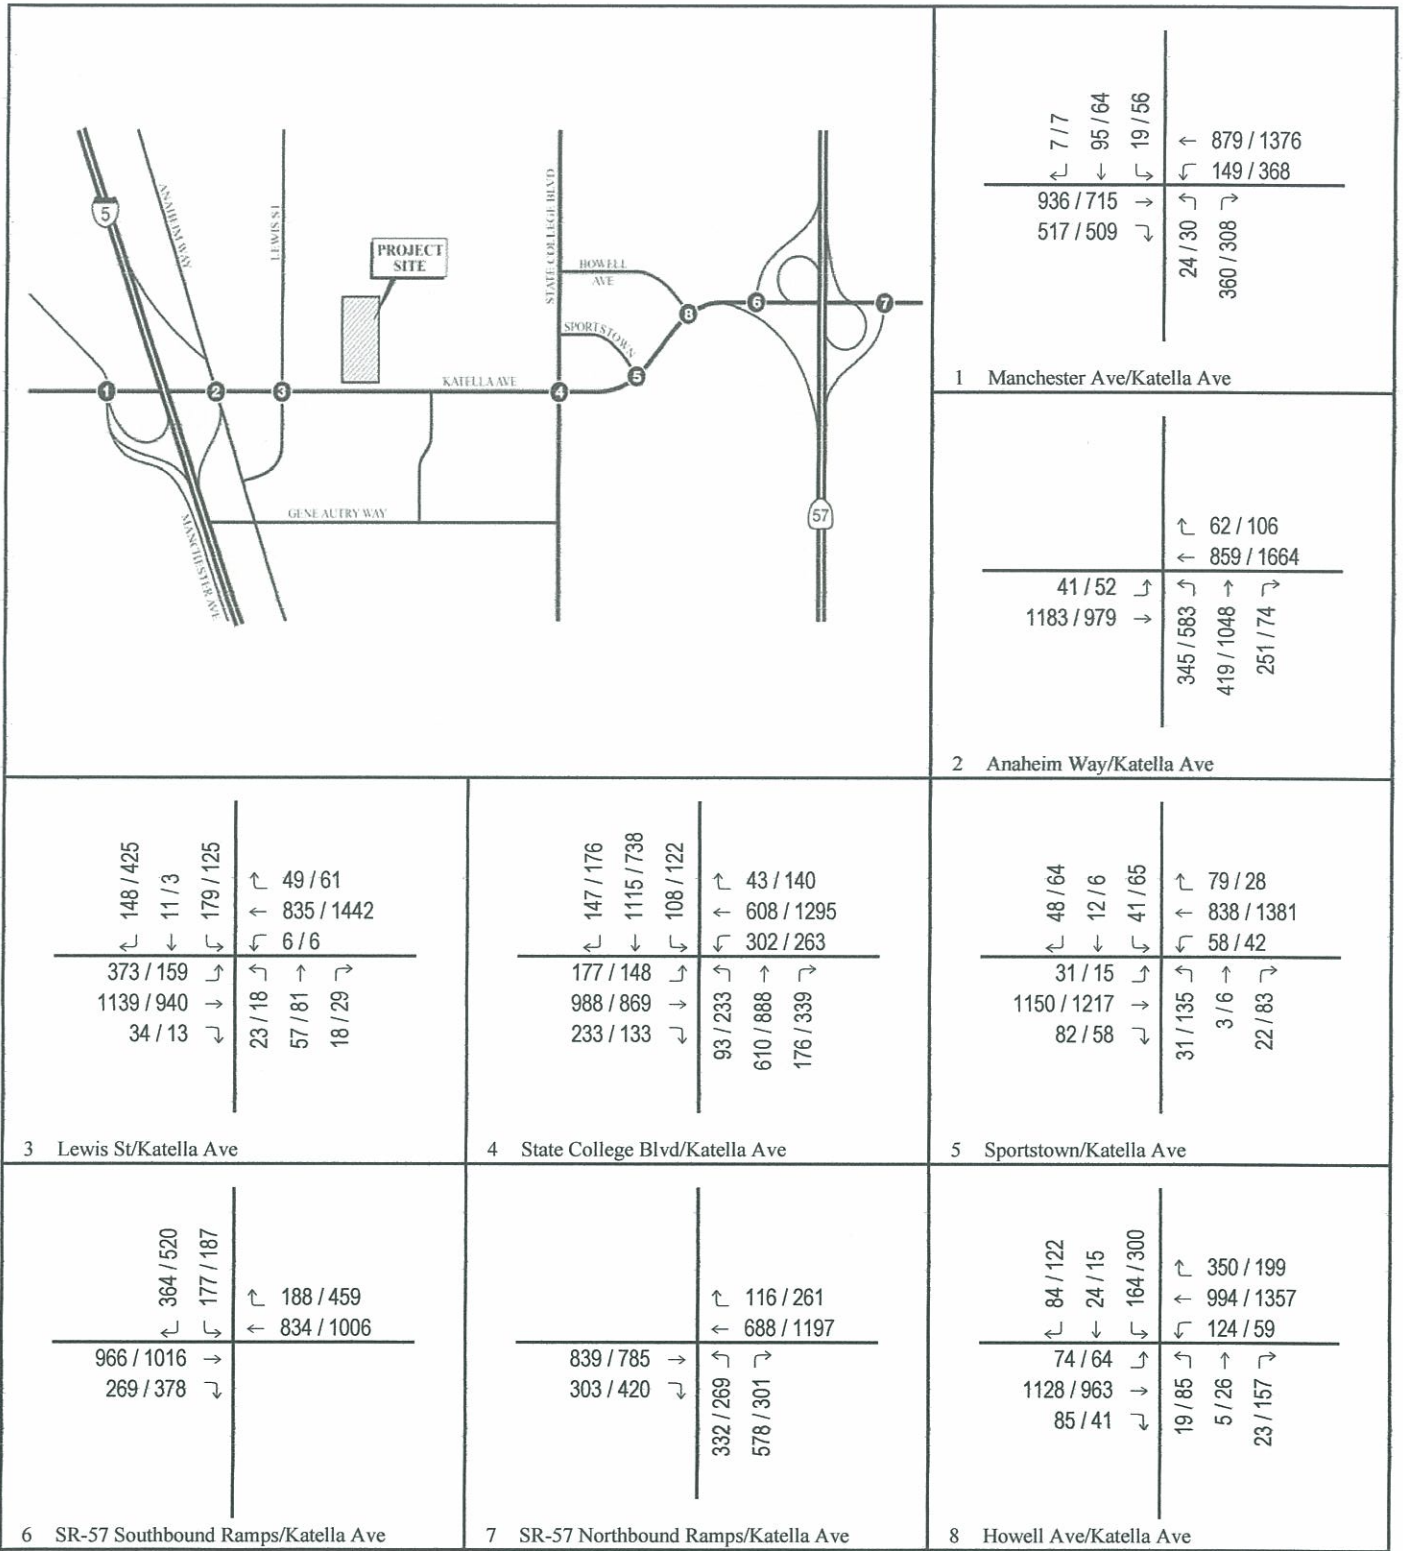 5
ANAHEIM WAY
LEWIS ST
PROJECT
SITE
STATE COLLEGE BLVD
HOWELL
AVE
SPORTSTOWN
KATELLA AVE
1
2
3
4
5
8
6
7
GENE AUTRY WAY
MANCHESTER AVE
57
7 / 7
95 / 64
19 / 56
← 879 / 1376
149 / 368
936 / 715 →
517 / 509
24 / 30
360 / 308
1 Manchester Ave/Katella Ave
62 / 106
← 859 / 1664
41 / 52
1183 / 979 →
345 / 583
419 / 1048
251 / 74
2 Anaheim Way/Katella Ave
148 / 425
11 / 3
179 / 125
49 / 61
← 835 / 1442
6 / 6
373 / 159
1139 / 940 →
34 / 13
23 / 18
57 / 81
18 / 29
3 Lewis St/Katella Ave
147 / 176
1115 / 738
108 / 122
43 / 140
← 608 / 1295
302 / 263
177 / 148
988 / 869 →
233 / 133
93 / 233
610 / 888
176 / 339
4 State College Blvd/Katella Ave
48 / 64
12 / 6
41 / 65
79 / 28
← 838 / 1381
58 / 42
31 / 15
1150 / 1217 →
82 / 58
31 / 135
3 / 6
22 / 83
5 Sportstown/Katella Ave
364 / 520
177 / 187
188 / 459
← 834 / 1006
966 / 1016 →
269 / 378
6 SR-57 Southbound Ramps/Katella Ave
116 / 261
← 688 / 1197
839 / 785 →
303 / 420
332 / 269
578 / 301
7 SR-57 Northbound Ramps/Katella Ave
84 / 122
24 / 15
164 / 300
350 / 199
← 994 / 1357
124 / 59
74 / 64
1128 / 963 →
85 / 41
19 / 85
5 / 26
23 / 157
8 Howell Ave/Katella Ave